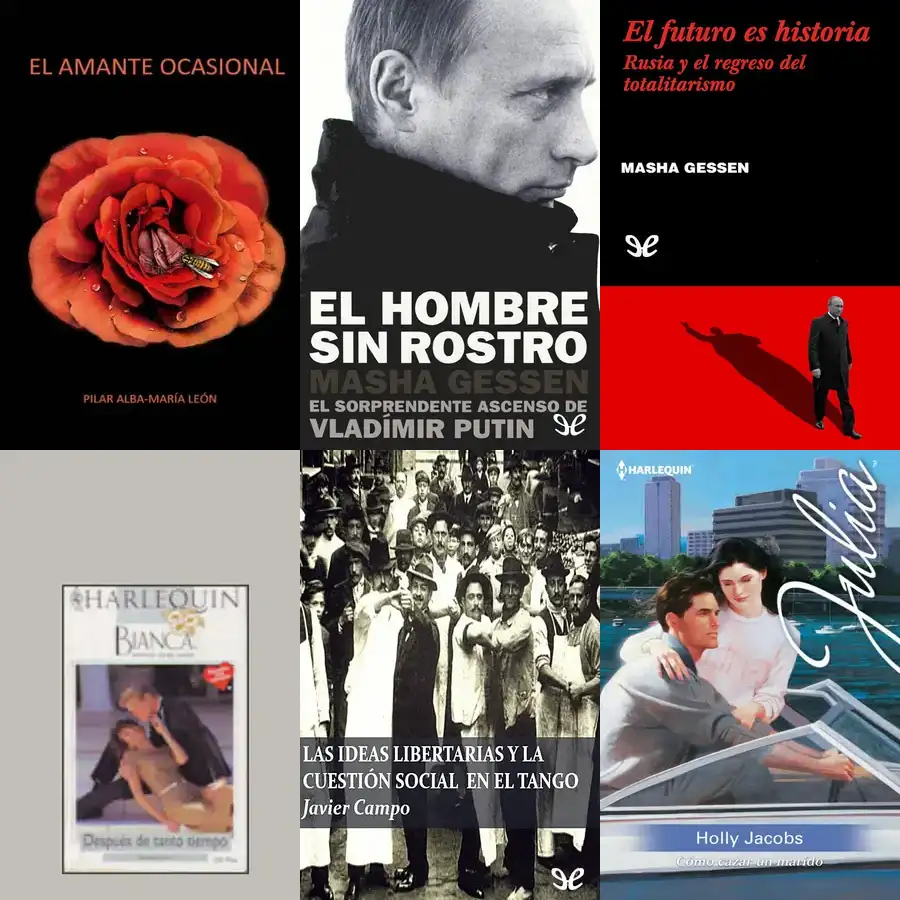 EL AMANTE OCASIONAL
PILAR ALBA-MARÍA LEÓN
EL HOMBRE
SIN ROSTRO
MASHA GESSEN
EL SORPRENDENTE ASCENSO DE
VLADÍMIR PUTIN
El futuro es historia
Rusia y el regreso del
totalitarismo
MASHA GESSEN
HARLEQUIN
BIANCA
Después de tanto tiempo
LAS IDEAS LIBERTARIAS Y LA
CUESTIÓN SOCIAL EN EL TANGO
Javier Campo
HARLEQUIN
Julia
Holly Jacobs
Cómo cazar un marido